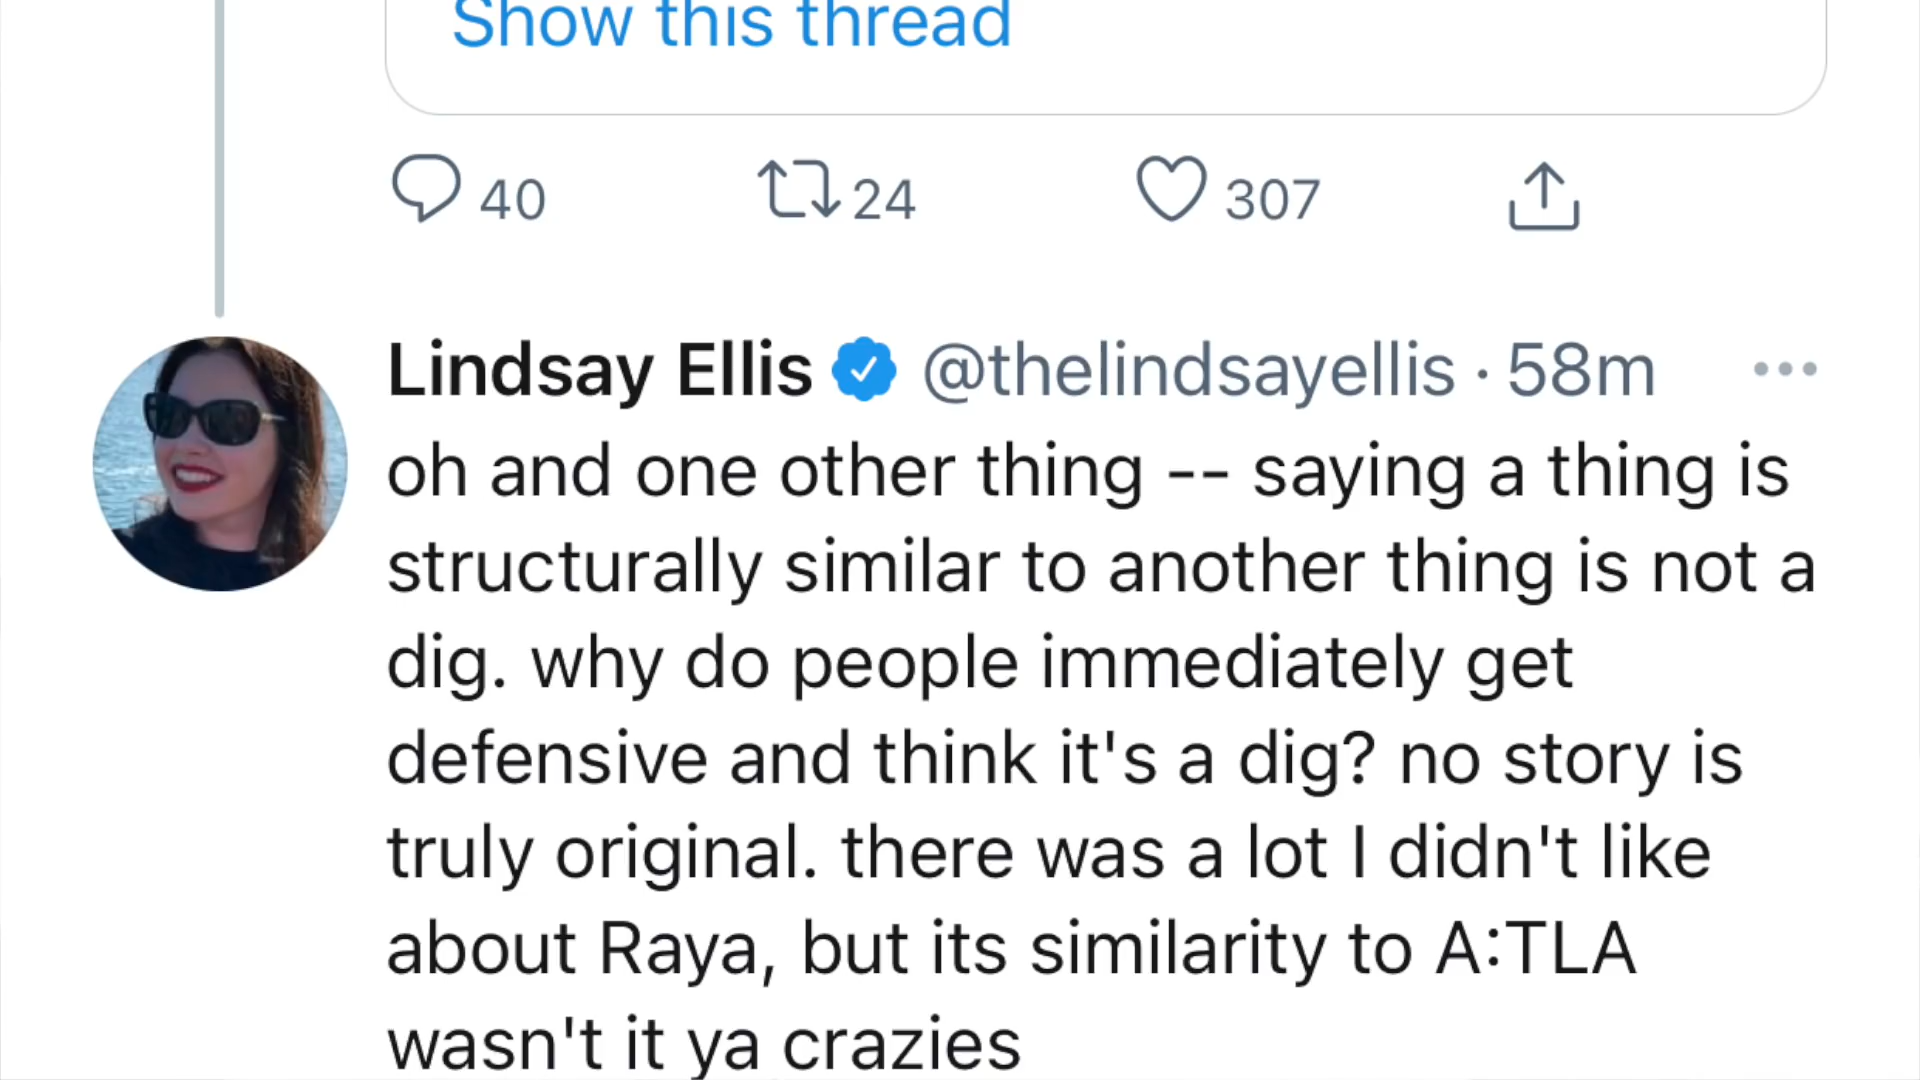 Show this thread
40 24 307
Lindsay Ellis @thelindsayellis · 58m
oh and one other thing -- saying a thing is
structurally similar to another thing is not a
dig. why do people immediately get
defensive and think it's a dig? no story is
truly original. there was a lot I didn't like
about Raya, but its similarity to A:TLA
wasn't it ya crazies